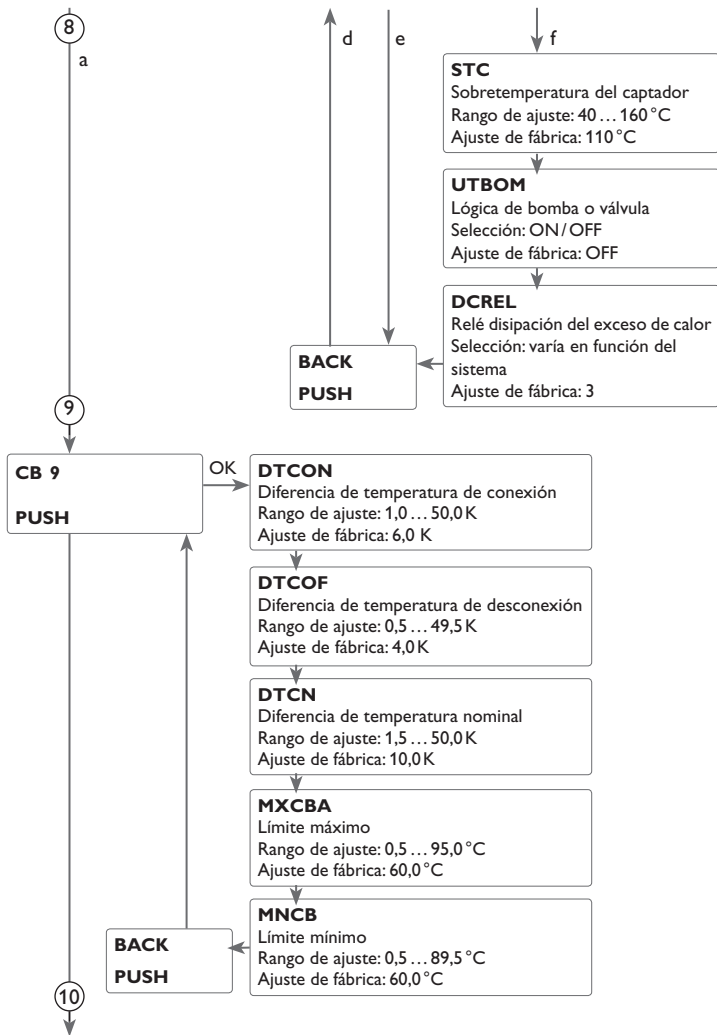 8
a
d
e
f
STC
Sobretemperatura del captador
Rango de ajuste: 40 … 160 °C
Ajuste de fábrica: 110 °C
UTBOM
Lógica de bomba o válvula
Selección: ON / OFF
Ajuste de fábrica: OFF
DCREL
Relé disipación del exceso de calor
Selección: varía en función del
sistema
Ajuste de fábrica: 3
BACK
PUSH
9
CB 9
PUSH
OK
DTCON
Diferencia de temperatura de conexión
Rango de ajuste: 1,0 … 50,0 K
Ajuste de fábrica: 6,0 K
DTCOF
Diferencia de temperatura de desconexión
Rango de ajuste: 0,5 … 49,5 K
Ajuste de fábrica: 4,0 K
DTCN
Diferencia de temperatura nominal
Rango de ajuste: 1,5 … 50,0 K
Ajuste de fábrica: 10,0 K
MXCBA
Límite máximo
Rango de ajuste: 0,5 … 95,0 °C
Ajuste de fábrica: 60,0 °C
MNCB
Límite mínimo
Rango de ajuste: 0,5 … 89,5 °C
Ajuste de fábrica: 60,0 °C
BACK
PUSH
10